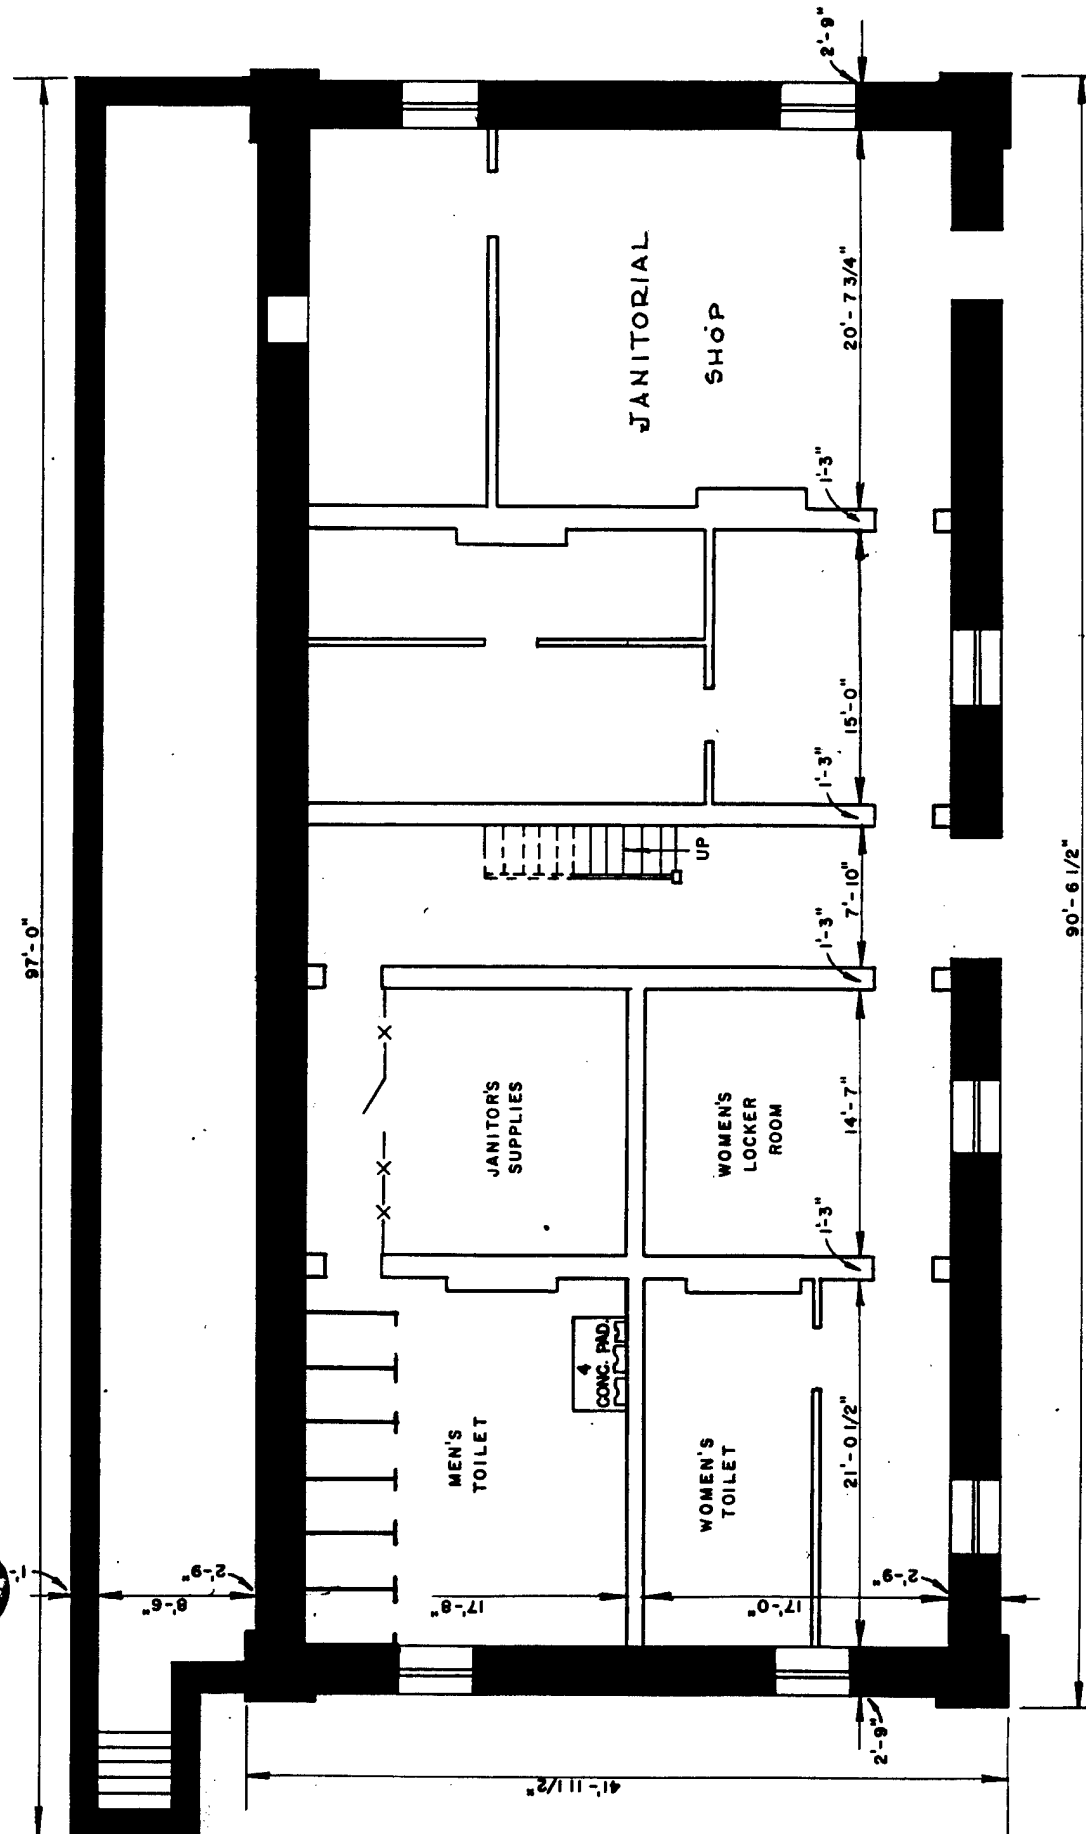 97'-0"
2'-9"
JANITORIAL
SHOP
20'-7 3/4"
1'-3"
15'-0"
1'-3"
UP
7'-10"
1'-3"
90'-6 1/2"
JANITOR'S
SUPPLIES
WOMEN'S
LOCKER
ROOM
14'-7"
1'-3"
4
CONC. PAD.
MEN'S
TOILET
WOMEN'S
TOILET
21'-0 1/2"
1'-
8'-6"
2'-9"
17'-8"
17'-0"
2'-9"
2'-9"
41'-11 1/2"